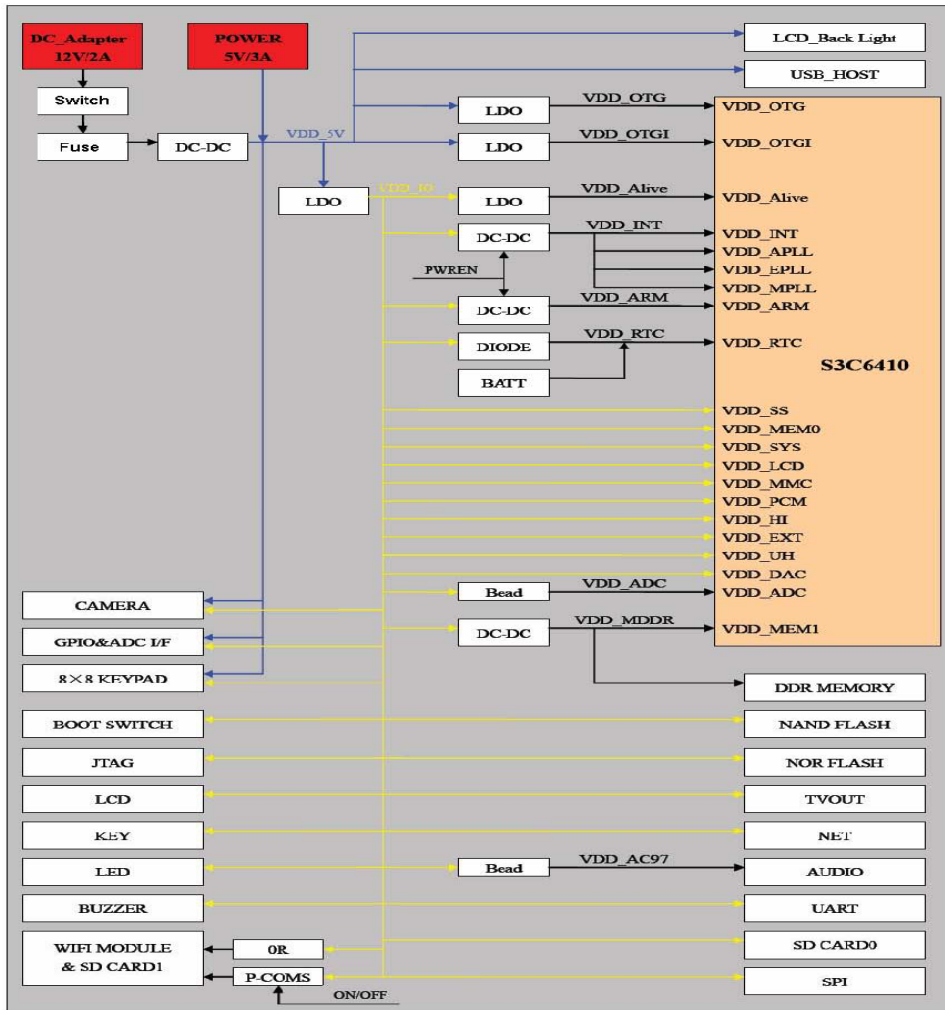 DC_Adapter
12V/2A
POWER
5V/3A
LCD_Back Light
USB_HOST
Switch
Fuse
DC-DC
VDD_5V
LDO
VDD_OTG
VDD_OTG
LDO
VDD_OTGI
VDD_OTGI
LDO
VDD_IO
LDO
VDD_Alive
VDD_Alive
DC-DC
VDD_INT
VDD_INT
VDD_APLL
VDD_EPLL
VDD_MPLL
PWREN
DC-DC
VDD_ARM
VDD_ARM
DIODE
VDD_RTC
VDD_RTC
BATT
S3C6410
VDD_SS
VDD_MEM0
VDD_SYS
VDD_LCD
VDD_MMC
VDD_PCM
VDD_HI
VDD_EXT
VDD_UH
VDD_DAC
Bead
VDD_ADC
VDD_ADC
DC-DC
VDD_MDDR
VDD_MEM1
CAMERA
GPIO&ADC I/F
8×8 KEYPAD
DDR MEMORY
BOOT SWITCH
NAND FLASH
JTAG
NOR FLASH
LCD
TVOUT
KEY
NET
LED
Bead
VDD_AC97
AUDIO
BUZZER
UART
WIFI MODULE
& SD CARD1
0R
SD CARD0
P-COMS
SPI
ON/OFF